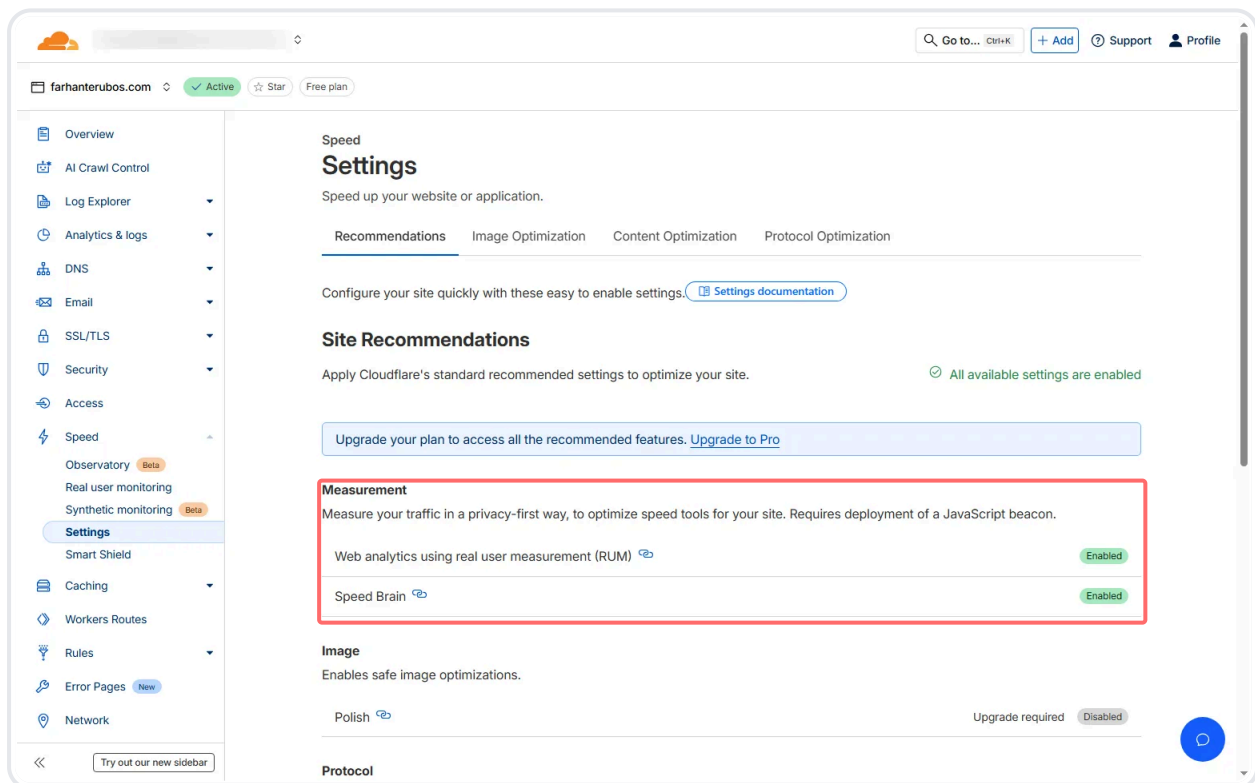 Go to... Ctrl+K
+ Add
Support
Profile
farhanterubos.com
Active
Star
Free plan
Overview
AI Crawl Control
Log Explorer
Analytics & logs
DNS
Email
SSL/TLS
Security
Access
Speed
Observatory Beta
Real user monitoring
Synthetic monitoring Beta
Settings
Smart Shield
Caching
Workers Routes
Rules
Error Pages New
Network
Try out our new sidebar
Speed
Settings
Speed up your website or application.
Recommendations Image Optimization Content Optimization Protocol Optimization
Configure your site quickly with these easy to enable settings. Settings documentation
Site Recommendations
Apply Cloudflare's standard recommended settings to optimize your site. All available settings are enabled
Upgrade your plan to access all the recommended features. Upgrade to Pro
Measurement
Measure your traffic in a privacy-first way, to optimize speed tools for your site. Requires deployment of a JavaScript beacon.
Web analytics using real user measurement (RUM) Enabled
Speed Brain Enabled
Image
Enables safe image optimizations.
Polish Upgrade required Disabled
Protocol